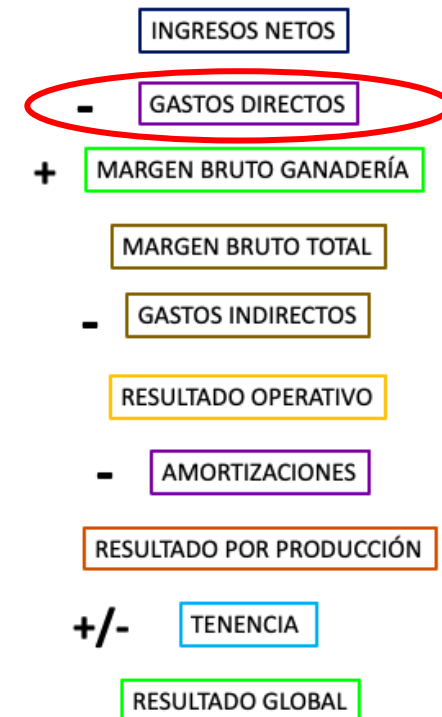 INGRESOS NETOS
- GASTOS DIRECTOS
+ MARGEN BRUTO GANADERÍA
MARGEN BRUTO TOTAL
- GASTOS INDIRECTOS
RESULTADO OPERATIVO
- AMORTIZACIONES
RESULTADO POR PRODUCCIÓN
+/- TENENCIA
RESULTADO GLOBAL